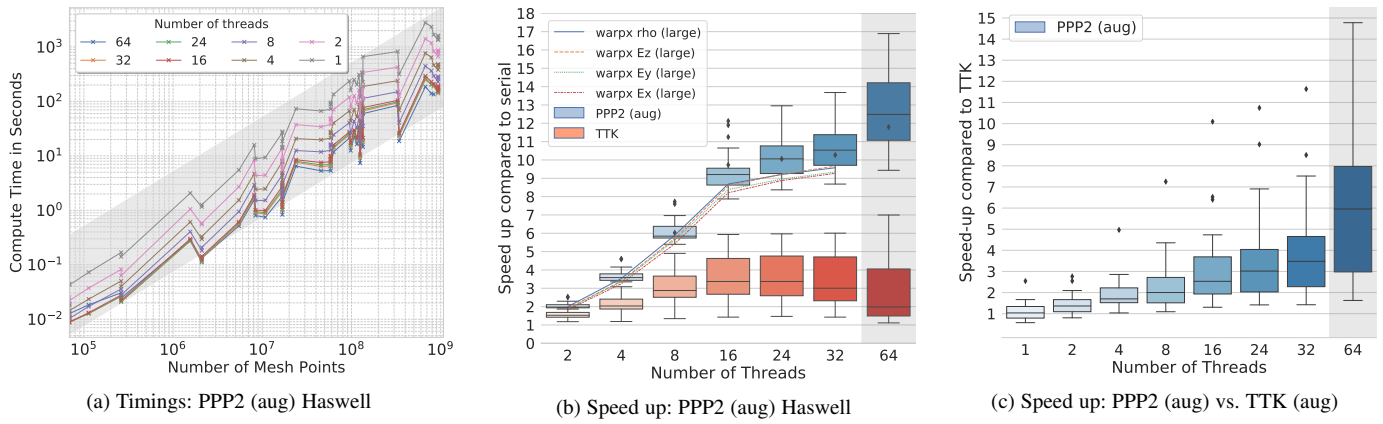 Number of threads
64 24 8 2
32 16 4 1
10³
10²
10¹
10⁰
10⁻¹
10⁻²
Compute Time in Seconds
10⁵ 10⁶ 10⁷ 10⁸ 10⁹
Number of Mesh Points
(a) Timings: PPP2 (aug) Haswell
18
17
16
15
14
13
12
11
10
9
8
7
6
5
4
3
2
1
0
Speed up compared to serial
warpx rho (large)
warpx Ez (large)
warpx Ey (large)
warpx Ex (large)
PPP2 (aug)
TTK
2 4 8 16 24 32 64
Number of Threads
(b) Speed up: PPP2 (aug) Haswell
15
14
13
12
11
10
9
8
7
6
5
4
3
2
1
Speed-up compared to TTK
PPP2 (aug)
1 2 4 8 16 24 32 64
Number of Threads
(c) Speed up: PPP2 (aug) vs. TTK (aug)